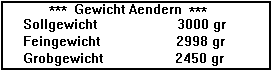 *** Gewicht Aendern ***
Sollgewicht 3000 gr
Feingewicht 2998 gr
Grobgewicht 2450 gr